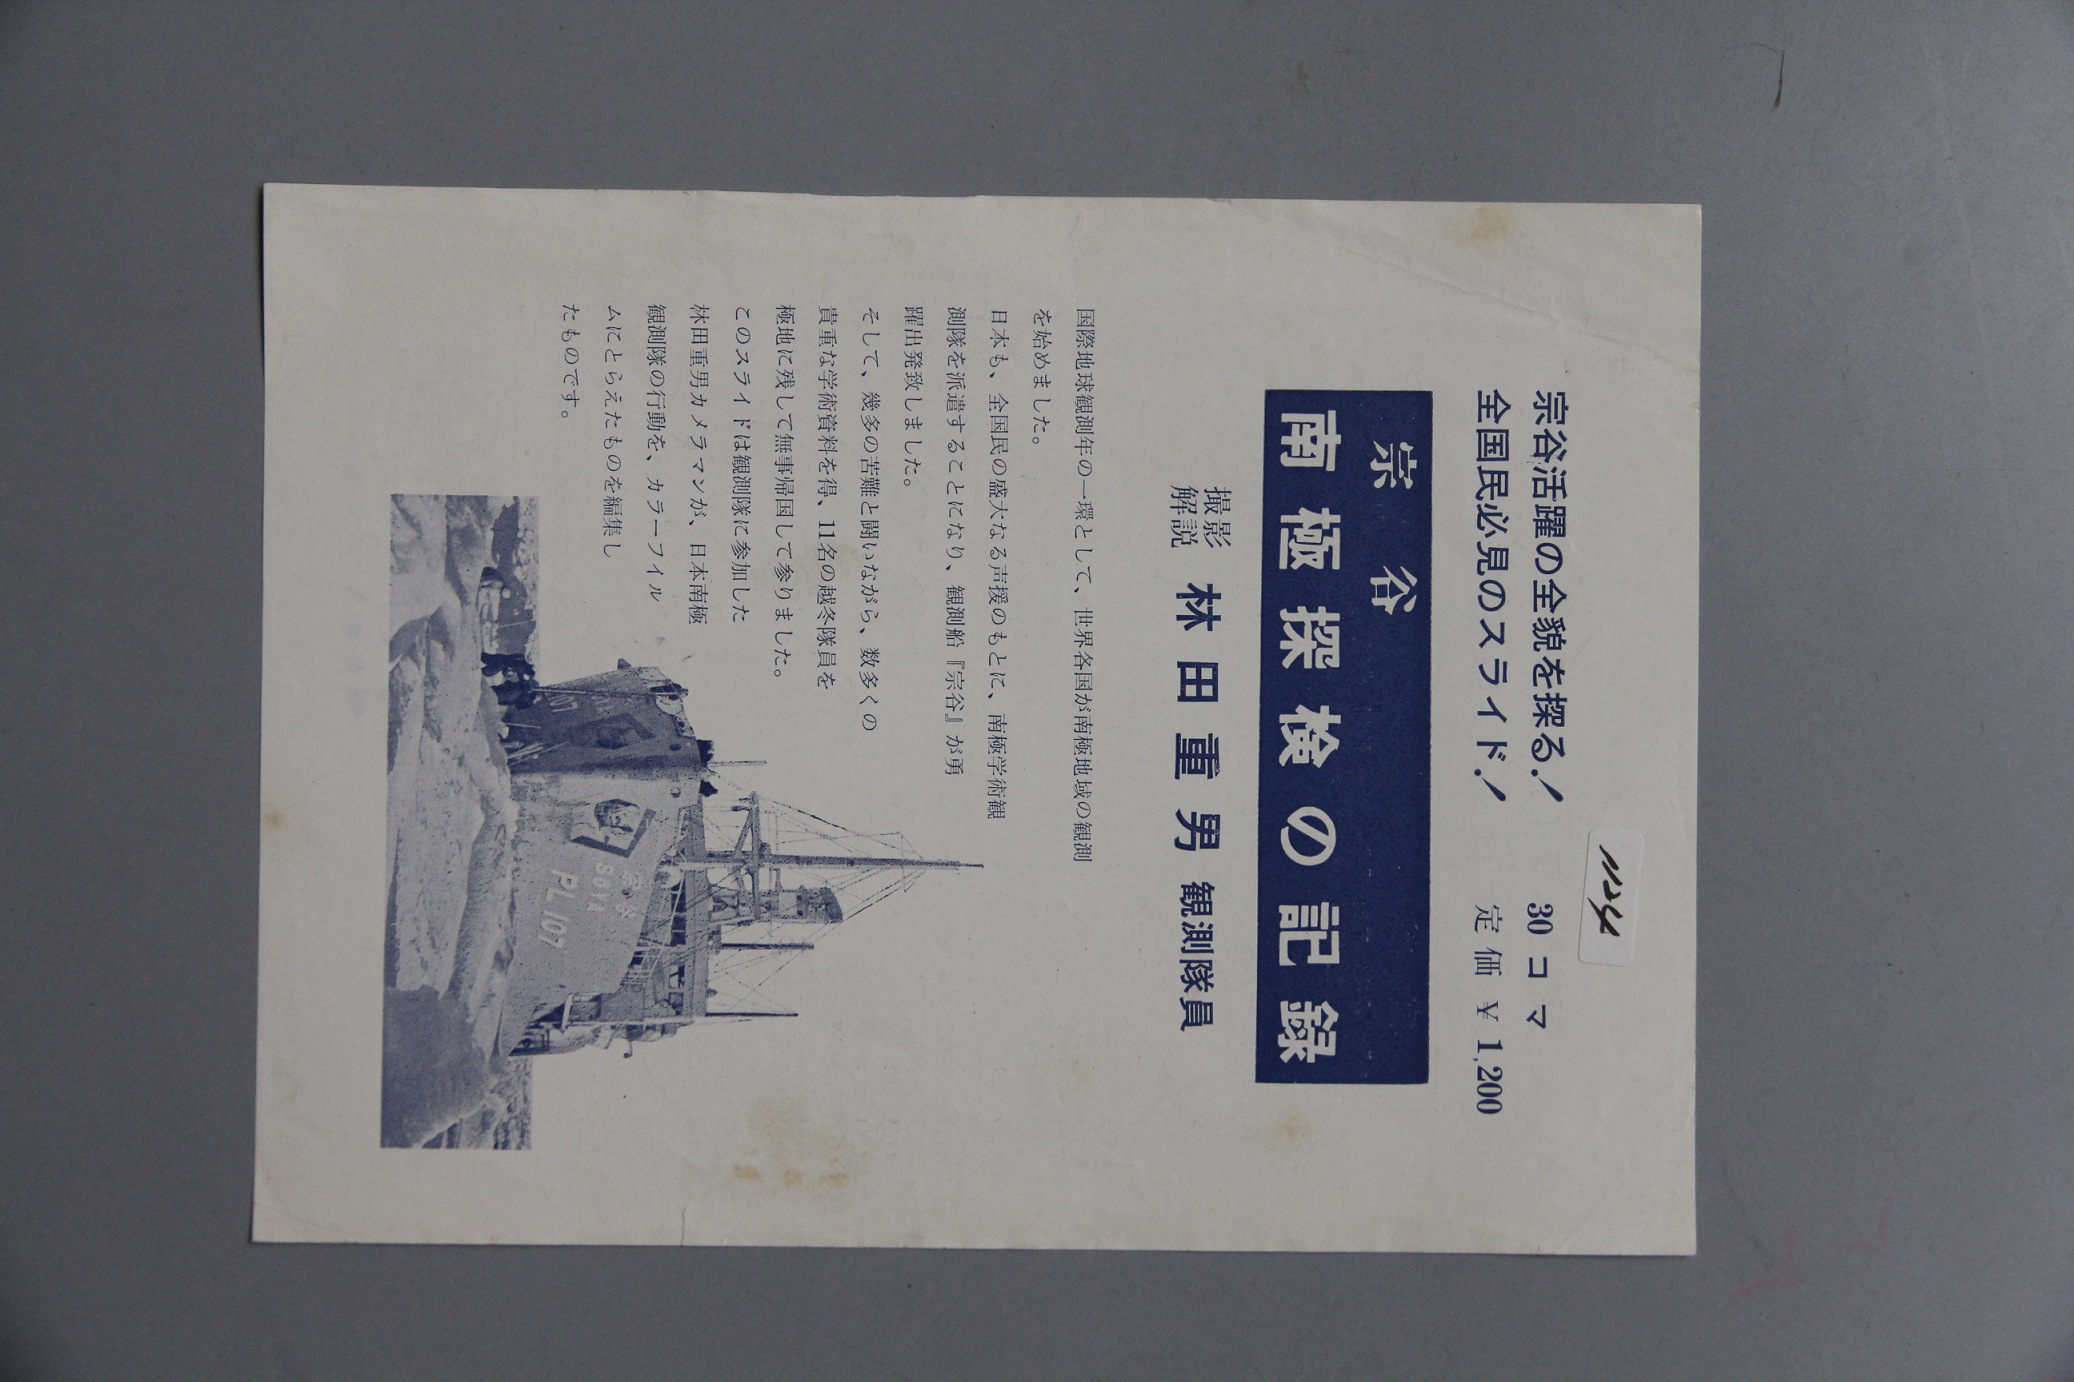 1124
宗谷活躍の全貌を探る！ 30コマ
全国民必見のスライド！ 定価 ¥1,200
宗谷
南極探検の記録
撮影
解説 林田重男 観測隊員
国際地球観測年の一環として、世界各国が南極地域の観測
を始めました。
日本も、全国民の盛大なる声援のもとに、南極学術観
測隊を派遣することになり、観測船『宗谷』が勇
躍出発致しました。
そして、幾多の苦難と闘いながら、数多くの
貴重な学術資料を得、11名の越冬隊員を
極地に残して無事帰国して参りました。
このスライドは観測隊に参加した
林田重男カメラマンが、日本南極
観測隊の行動を、カラーフイル
ムにとらえたものを編集し
たものです。
宗谷
SOYA
PL107
107